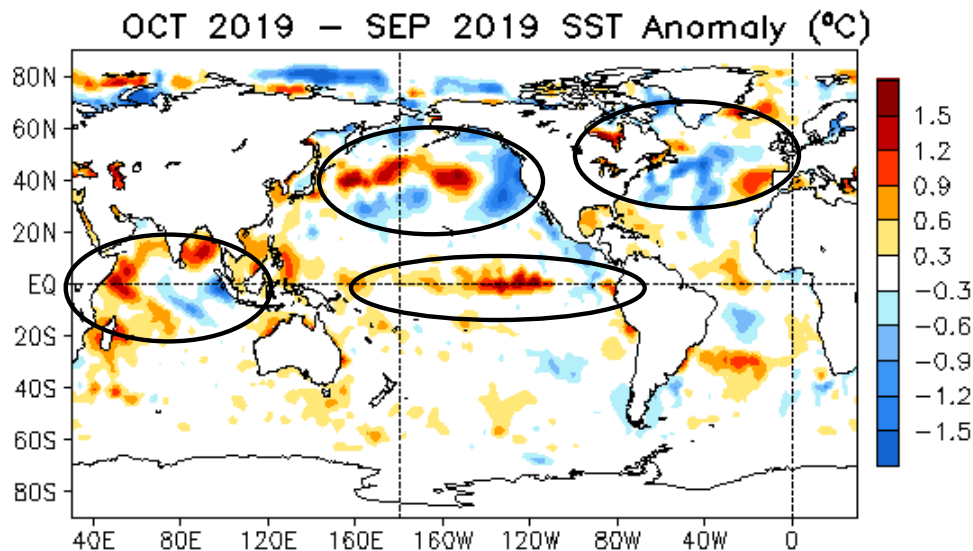 OCT 2019 – SEP 2019 SST Anomaly (ºC)
80N
60N
40N
20N
EQ
20S
40S
60S
80S
40E 80E 120E 160E 160W 120W 80W 40W 0
1.5
1.2
0.9
0.6
0.3
−0.3
−0.6
−0.9
−1.2
−1.5